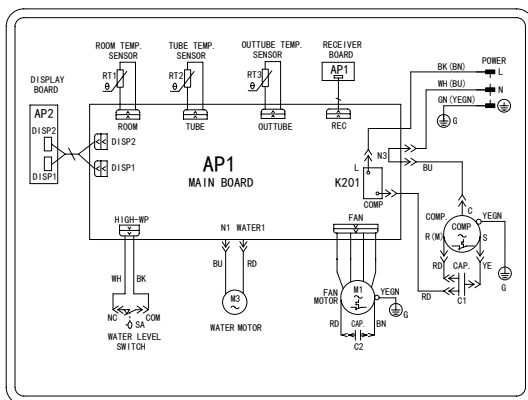 ROOM TEMP.
SENSOR
TUBE TEMP.
SENSOR
OUTTUBE TEMP.
SENSOR
RECEIVER
BOARD
POWER
RT1
θ
RT2
θ
RT3
θ
AP1
BK(BN)
L
WH(BU)
N
GN(YEGN)
G
DISPLAY
BOARD
AP2
DISP2
DISP1
DISP2
DISP1
ROOM
TUBE
OUTTUBE
REC
AP1
MAIN BOARD
L
N3
K201
COMP
BU
HIGH-WP
N1
WATER1
FAN
COMP.
C
COMP
YEGN
R(M)
S
G
WH
BK
BU
RD
RD
CAP.
YE
C1
RD
NC
COM
SA
WATER LEVEL
SWITCH
M3
WATER MOTOR
FAN
MOTOR
M1
YEGN
G
RD
CAP.
BN
C2